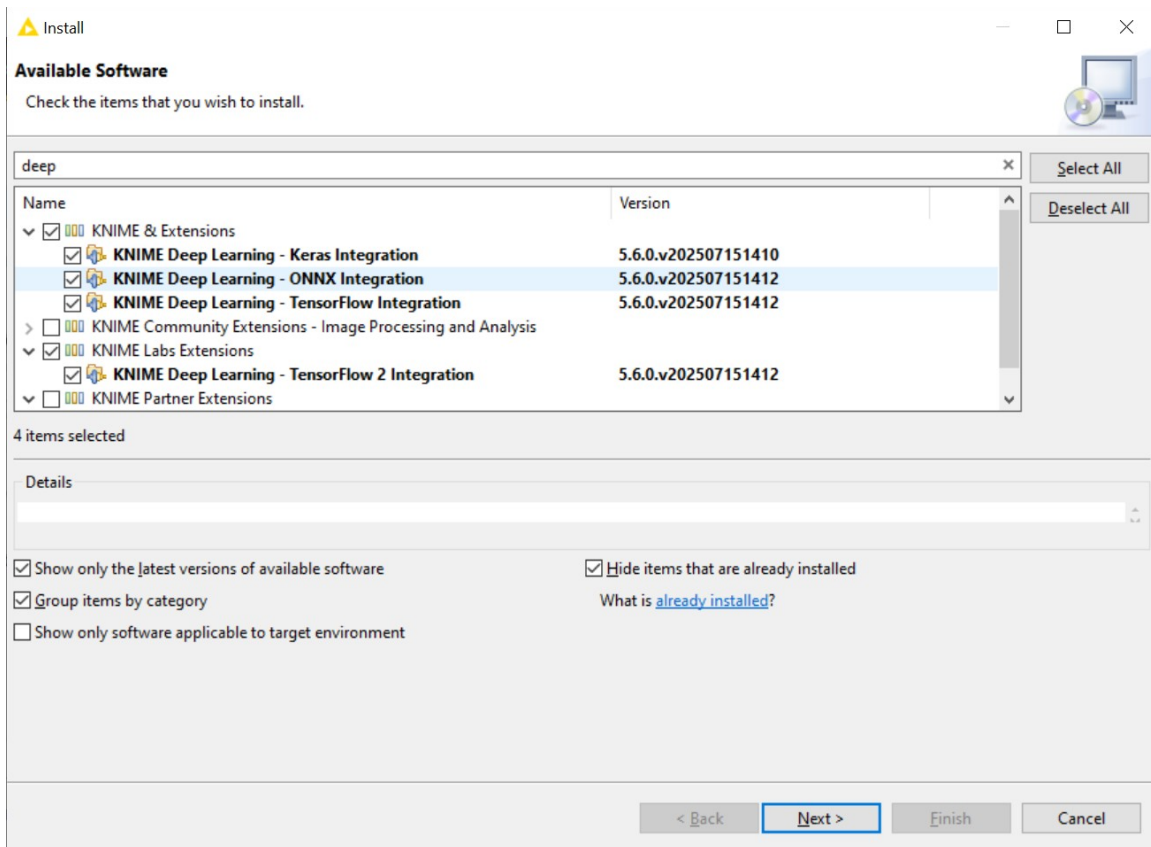 Install
Available Software
Check the items that you wish to install.
deep
Select All
Deselect All
Name Version
KNIME & Extensions
KNIME Deep Learning - Keras Integration 5.6.0.v202507151410
KNIME Deep Learning - ONNX Integration 5.6.0.v202507151412
KNIME Deep Learning - TensorFlow Integration 5.6.0.v202507151412
KNIME Community Extensions - Image Processing and Analysis
KNIME Labs Extensions
KNIME Deep Learning - TensorFlow 2 Integration 5.6.0.v202507151412
KNIME Partner Extensions
4 items selected
Details
Show only the latest versions of available software Hide items that are already installed
Group items by category What is already installed?
Show only software applicable to target environment
< Back Next > Finish Cancel